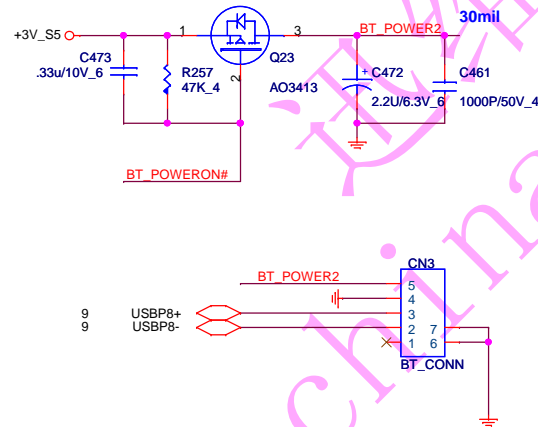 30mil
+3V_S5
1
3
BT_POWER2
C473
.33u/10V_6
R257
47K_4
2
Q23
AO3413
+
C472
2.2U/6.3V_6
C461
1000P/50V_4
BT_POWERON#
CN3
BT_POWER2
5
4
9
USBP8+
3
9
USBP8-
2
7
1
6
BT_CONN
china